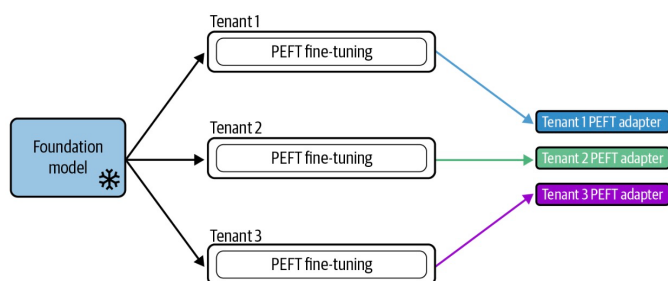 Tenant 1
PEFT fine-tuning
Tenant 2
PEFT fine-tuning
Tenant 3
PEFT fine-tuning
Foundation
model
Tenant 1 PEFT adapter
Tenant 2 PEFT adapter
Tenant 3 PEFT adapter